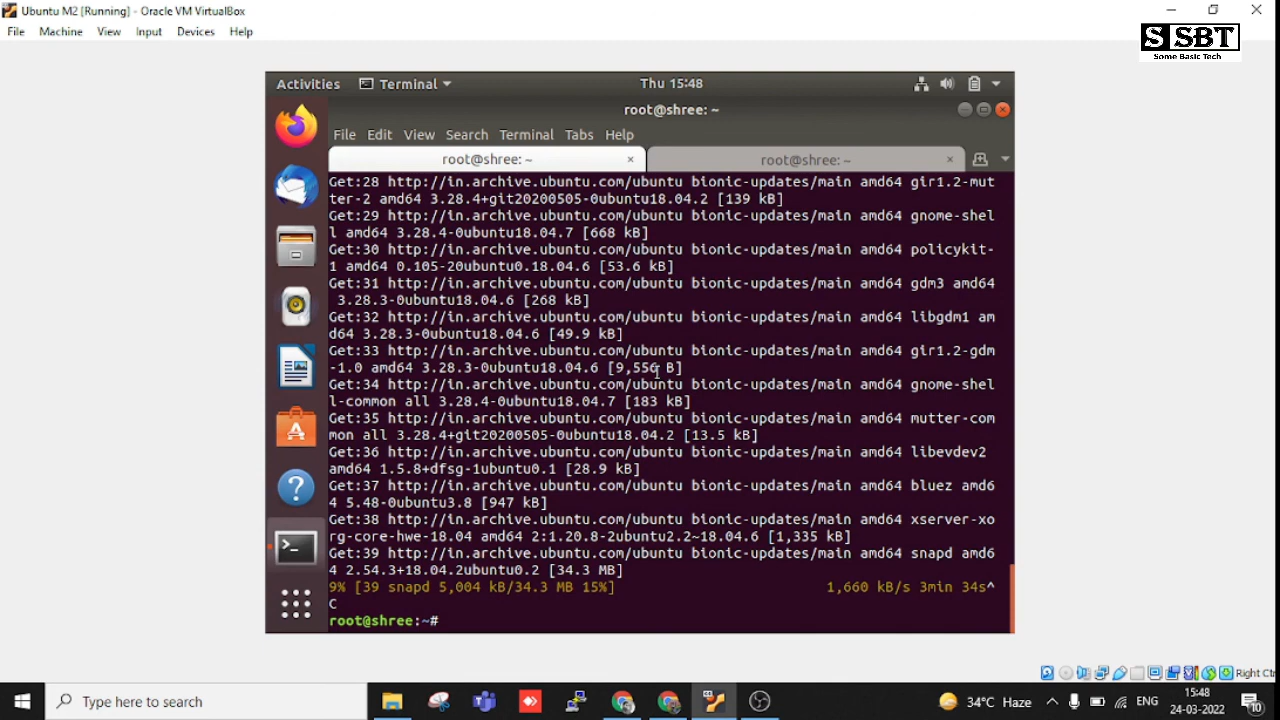 Ubuntu M2 [Running] - Oracle VM VirtualBox
File Machine View Input Devices Help
S SBT
Some Basic Tech
Activities Terminal Thu 15:48
root@shree: ~
File Edit View Search Terminal Tabs Help
root@shree: ~ × root@shree: ~ ×
Get:28 http://in.archive.ubuntu.com/ubuntu bionic-updates/main amd64 gir1.2-mut
ter-2 amd64 3.28.4+git20200505-0ubuntu18.04.2 [139 kB]
Get:29 http://in.archive.ubuntu.com/ubuntu bionic-updates/main amd64 gnome-shel
l amd64 3.28.4-0ubuntu18.04.7 [668 kB]
Get:30 http://in.archive.ubuntu.com/ubuntu bionic-updates/main amd64 policykit-
1 amd64 0.105-20ubuntu0.18.04.6 [53.6 kB]
Get:31 http://in.archive.ubuntu.com/ubuntu bionic-updates/main amd64 gdm3 amd64
3.28.3-0ubuntu18.04.6 [268 kB]
Get:32 http://in.archive.ubuntu.com/ubuntu bionic-updates/main amd64 libgdm1 am
d64 3.28.3-0ubuntu18.04.6 [49.9 kB]
Get:33 http://in.archive.ubuntu.com/ubuntu bionic-updates/main amd64 gir1.2-gdm
-1.0 amd64 3.28.3-0ubuntu18.04.6 [9,556 B]
Get:34 http://in.archive.ubuntu.com/ubuntu bionic-updates/main amd64 gnome-shel
l-common all 3.28.4-0ubuntu18.04.7 [183 kB]
Get:35 http://in.archive.ubuntu.com/ubuntu bionic-updates/main amd64 mutter-com
mon all 3.28.4+git20200505-0ubuntu18.04.2 [13.5 kB]
Get:36 http://in.archive.ubuntu.com/ubuntu bionic-updates/main amd64 libevdev2
amd64 1.5.8+dfsg-1ubuntu0.1 [28.9 kB]
Get:37 http://in.archive.ubuntu.com/ubuntu bionic-updates/main amd64 bluez amd6
4 5.48-0ubuntu3.8 [947 kB]
Get:38 http://in.archive.ubuntu.com/ubuntu bionic-updates/main amd64 xserver-xo
rg-core-hwe-18.04 amd64 2:1.20.8-2ubuntu2.2~18.04.6 [1,335 kB]
Get:39 http://in.archive.ubuntu.com/ubuntu bionic-updates/main amd64 snapd amd6
4 2.54.3+18.04.2ubuntu0.2 [34.3 MB]
9% [39 snapd 5,004 kB/34.3 MB 15%] 1,660 kB/s 3min 34s^
C
root@shree:~#
Right Ct
Type here to search
34°C Haze
ENG
15:48
24-03-2022
10